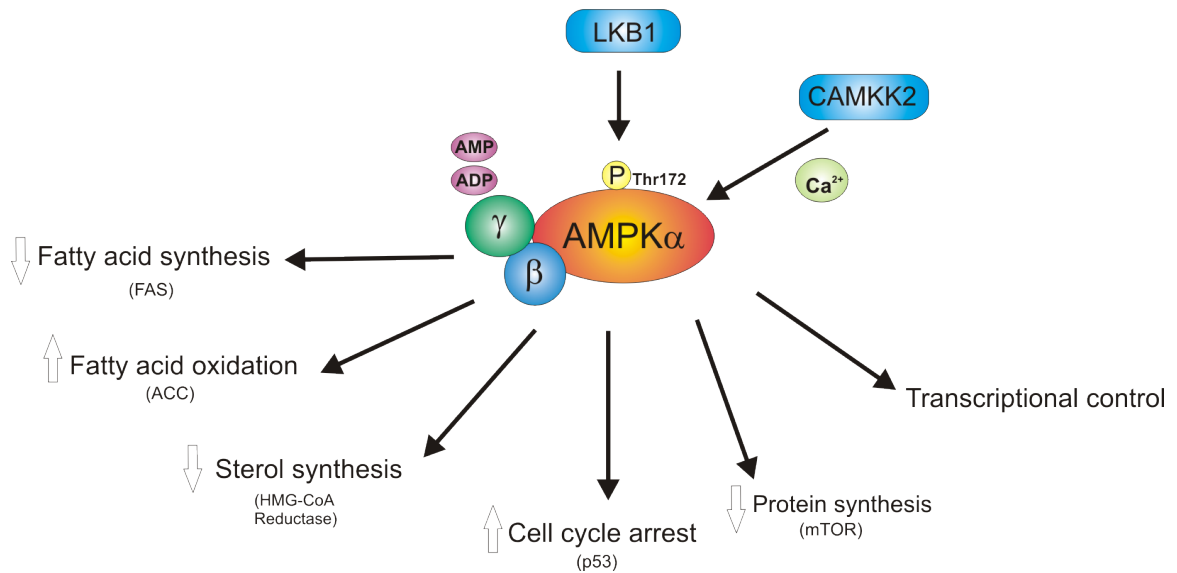 LKB1
CAMKK2
AMP
ADP
P
Thr172
Ca²⁺
γ
AMPKα
β
Fatty acid synthesis
(FAS)
Fatty acid oxidation
(ACC)
Transcriptional control
Sterol synthesis
(HMG-CoA
Reductase)
Protein synthesis
(mTOR)
Cell cycle arrest
(p53)